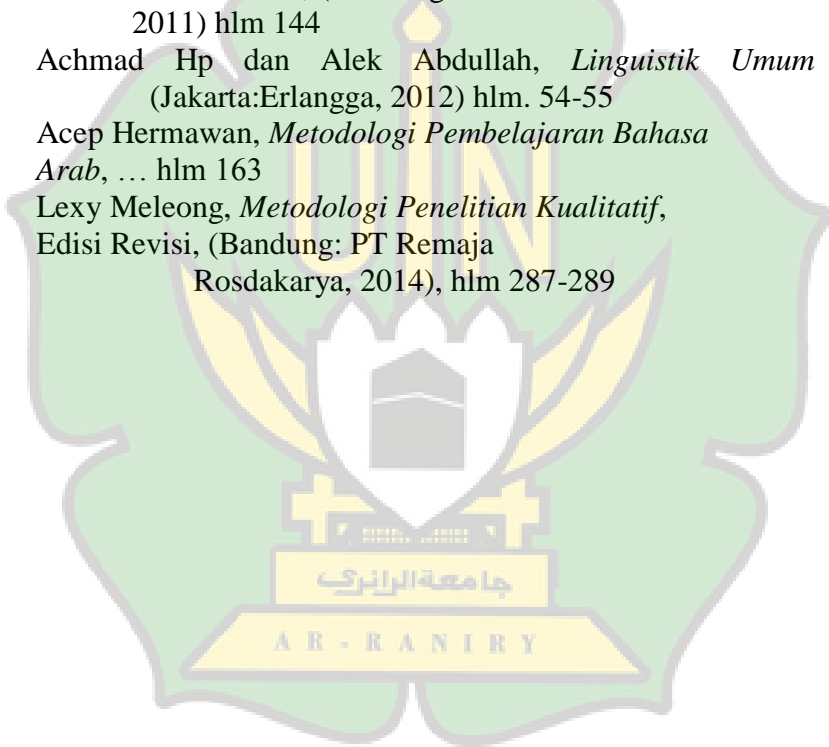 2011) hlm 144
Achmad Hp dan Alek Abdullah, Linguistik Umum
(Jakarta:Erlangga, 2012) hlm. 54-55
Acep Hermawan, Metodologi Pembelajaran Bahasa
Arab, … hlm 163
Lexy Meleong, Metodologi Penelitian Kualitatif,
Edisi Revisi, (Bandung: PT Remaja
Rosdakarya, 2014), hlm 287-289
UIN
جامعةالرانري
AR-RANIRY